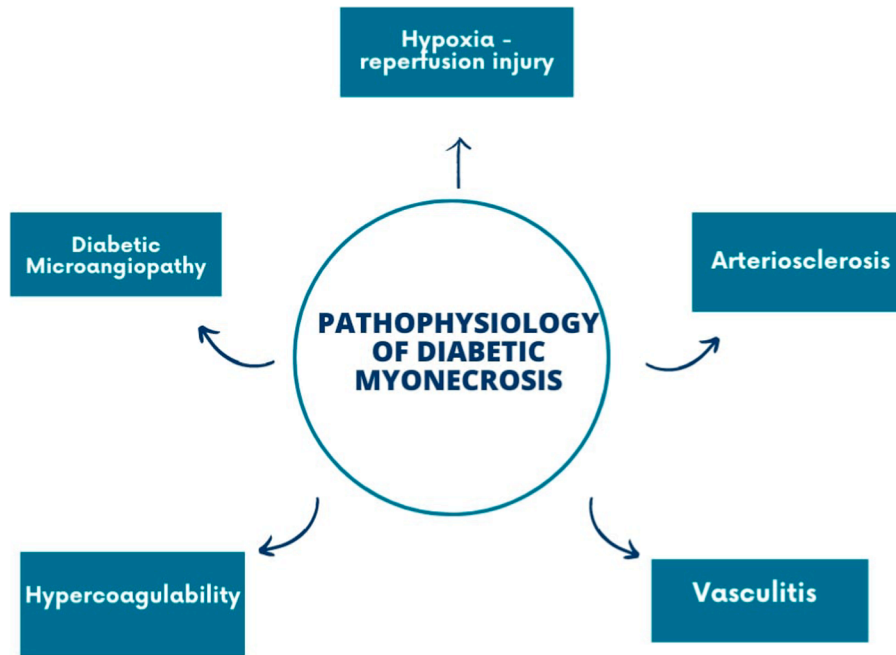 Hypoxia -
reperfusion injury
Diabetic
Microangiopathy
Arteriosclerosis
PATHOPHYSIOLOGY
OF DIABETIC
MYONECROSIS
Hypercoagulability
Vasculitis